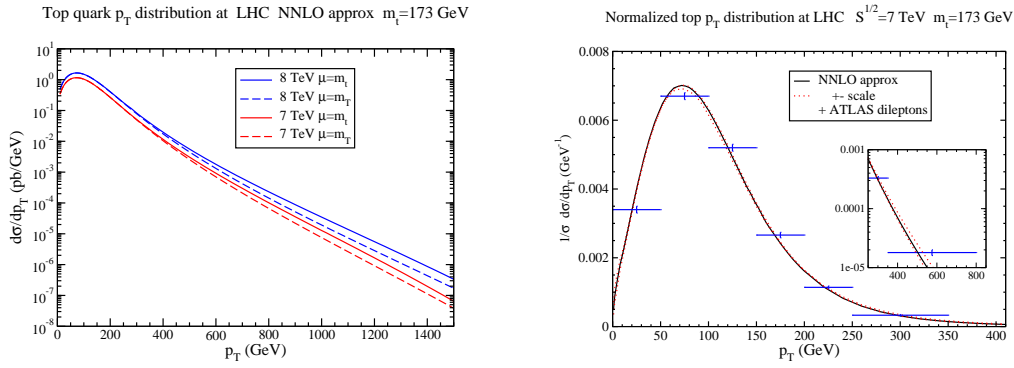 Top quark p_T distribution at LHC NNLO approx m_t=173 GeV
10^1
10^0
10^-1
10^-2
10^-3
10^-4
10^-5
10^-6
10^-7
10^-8
dσ/dp_T (pb/GeV)
8 TeV μ=m_t
8 TeV μ=m_T
7 TeV μ=m_t
7 TeV μ=m_T
0 200 400 600 800 1000 1200 1400
p_T (GeV)
Normalized top p_T distribution at LHC S^1/2=7 TeV m_t=173 GeV
0.008
0.006
0.004
0.002
0
1/σ dσ/dp_T (GeV^-1)
NNLO approx
+- scale
+ ATLAS dileptons
0.001
0.0001
1e-05
400 600 800
0 50 100 150 200 250 300 350 400
p_T (GeV)